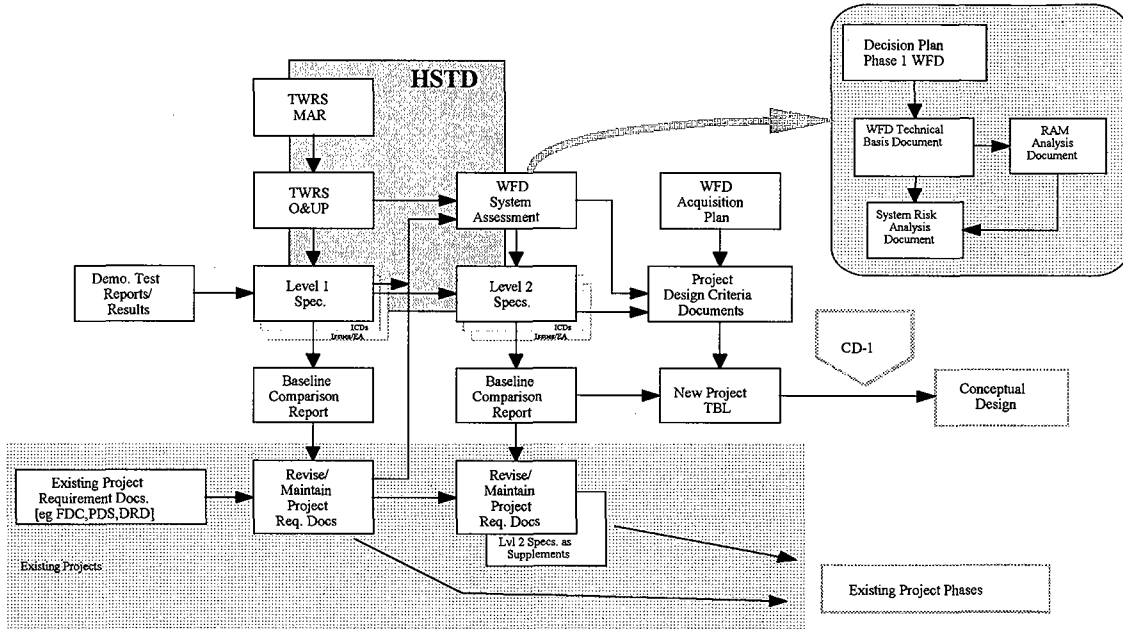 HSTD
TWRS
MAR
TWRS
O&UP
WFD
System
Assessment
WFD
Acquisition
Plan
Decision Plan
Phase 1 WFD
WFD Technical
Basis Document
RAM
Analysis
Document
System Risk
Analysis
Document
Demo. Test
Reports/
Results
Level 1
Spec.
ICDs
Issues/EA
Level 2
Specs.
ICDs
Issues/EA
Project
Design Criteria
Documents
Baseline
Comparison
Report
Baseline
Comparison
Report
New Project
TBL
CD-1
Conceptual
Design
Existing Project
Requirement Docs.
[eg FDC,PDS,DRD]
Revise/
Maintain
Project
Req. Docs
Revise/
Maintain
Project
Req. Docs
Lvl 2 Specs. as
Supplements
Existing Projects
Existing Project Phases